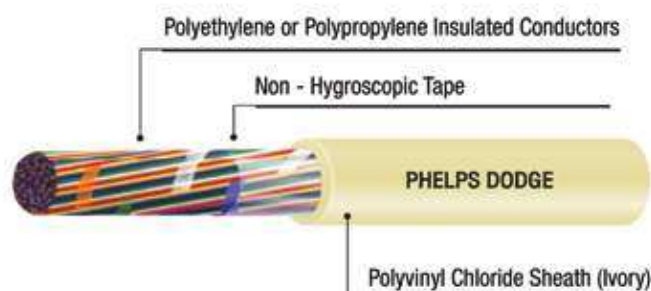 Polyethylene or Polypropylene Insulated Conductors
Non - Hygroscopic Tape
PHELPS DODGE
Polyvinyl Chloride Sheath (Ivory)